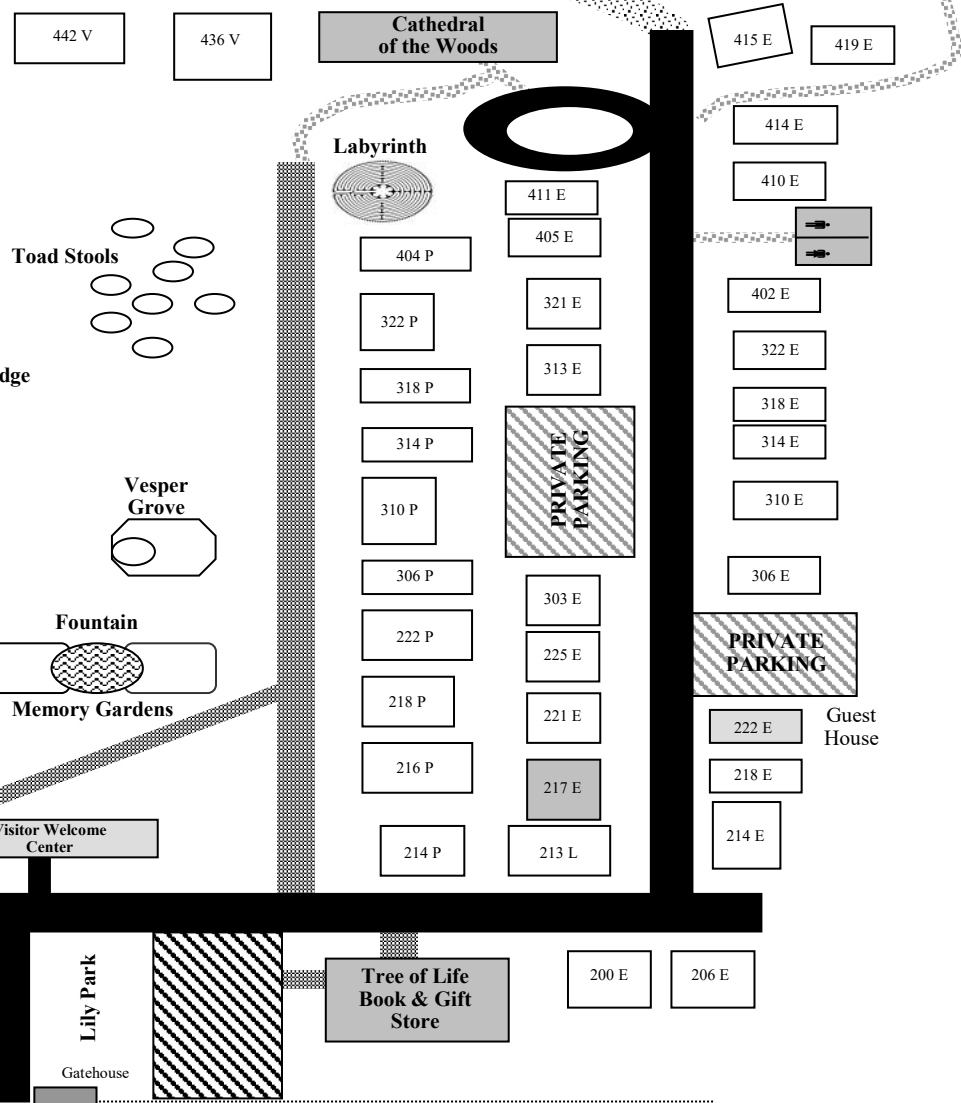 442 V
436 V
Cathedral
of the Woods
415 E
419 E
414 E
Labyrinth
410 E
411 E
405 E
404 P
Toad Stools
402 E
321 E
322 P
322 E
313 E
dge
318 P
318 E
314 P
314 E
PRIVATE
PARKING
Vesper
Grove
310 P
310 E
306 P
306 E
303 E
Fountain
222 P
225 E
PRIVATE
PARKING
Memory Gardens
218 P
221 E
222 E
Guest
House
216 P
217 E
218 E
Visitor Welcome
Center
214 P
213 L
214 E
Lily Park
Tree of Life
Book & Gift
Store
200 E
206 E
Gatehouse